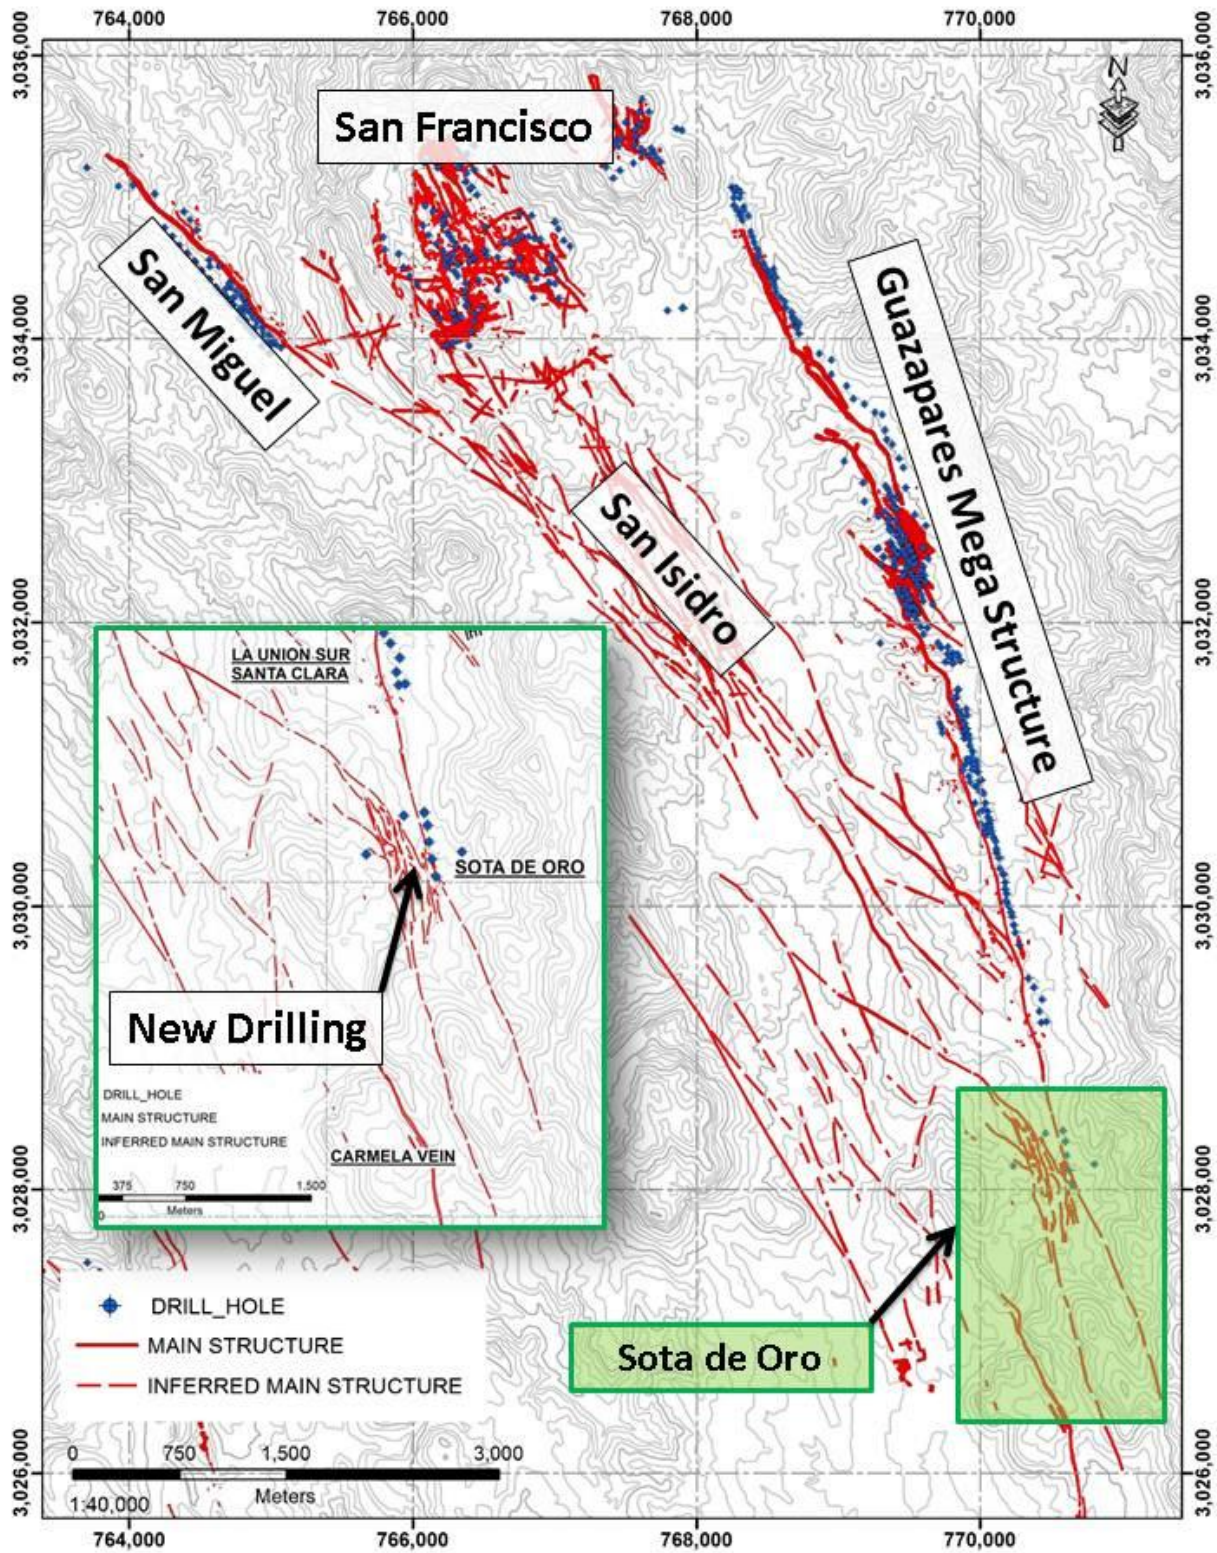 764,000
766,000
768,000
770,000
3,036,000
3,036,000
N
San Francisco
San Miguel
Guazapares Mega Structure
3,034,000
3,034,000
San Isidro
3,032,000
3,032,000
LA UNION SUR
SANTA CLARA
SOTA DE ORO
3,030,000
3,030,000
New Drilling
DRILL_HOLE
MAIN STRUCTURE
INFERRED MAIN STRUCTURE
CARMELA VEIN
0
375
750
1,500
Meters
3,028,000
3,028,000
DRILL_HOLE
MAIN STRUCTURE
INFERRED MAIN STRUCTURE
Sota de Oro
0
750
1,500
3,000
Meters
1:40,000
3,026,000
3,026,000
764,000
766,000
768,000
770,000